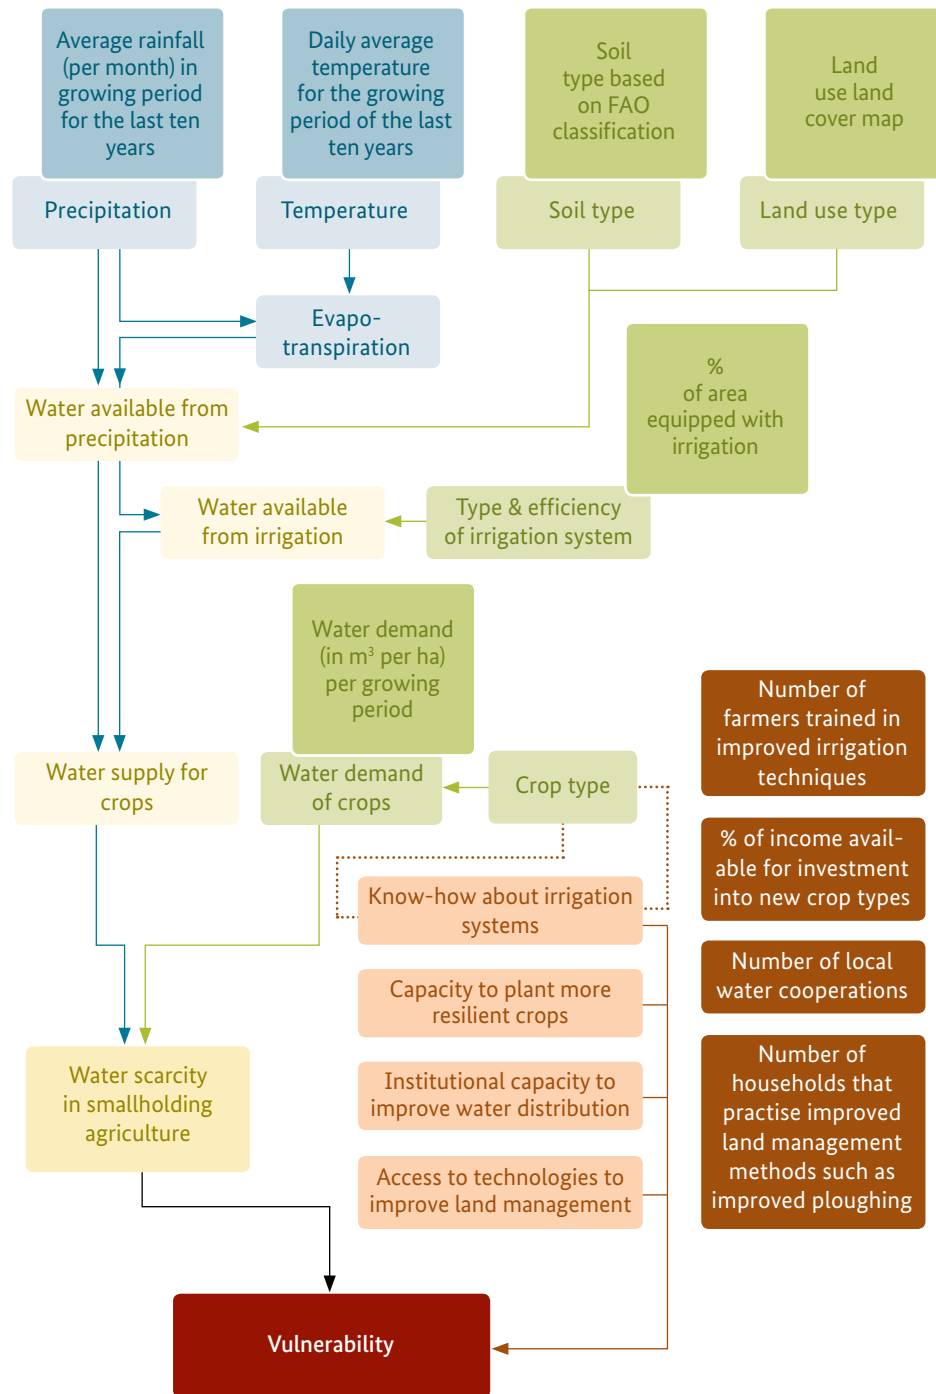 Average rainfall
(per month) in
growing period
for the last ten
years
Daily average
temperature
for the growing
period of the last
ten years
Soil
type based
on FAO
classification
Land
use land
cover map
Precipitation
Temperature
Soil type
Land use type
Evapo-
transpiration
%
of area
equipped with
irrigation
Water available from
precipitation
Water available
from irrigation
Type & efficiency
of irrigation system
Water demand
(in m³ per ha)
per growing
period
Number of
farmers trained in
improved irrigation
techniques
Water supply for
crops
Water demand
of crops
Crop type
% of income avail-
able for investment
into new crop types
Know-how about irrigation
systems
Number of local
water cooperations
Capacity to plant more
resilient crops
Water scarcity
in smallholding
agriculture
Institutional capacity to
improve water distribution
Number of
households that
practise improved
land management
methods such as
improved ploughing
Access to technologies to
improve land management
Vulnerability